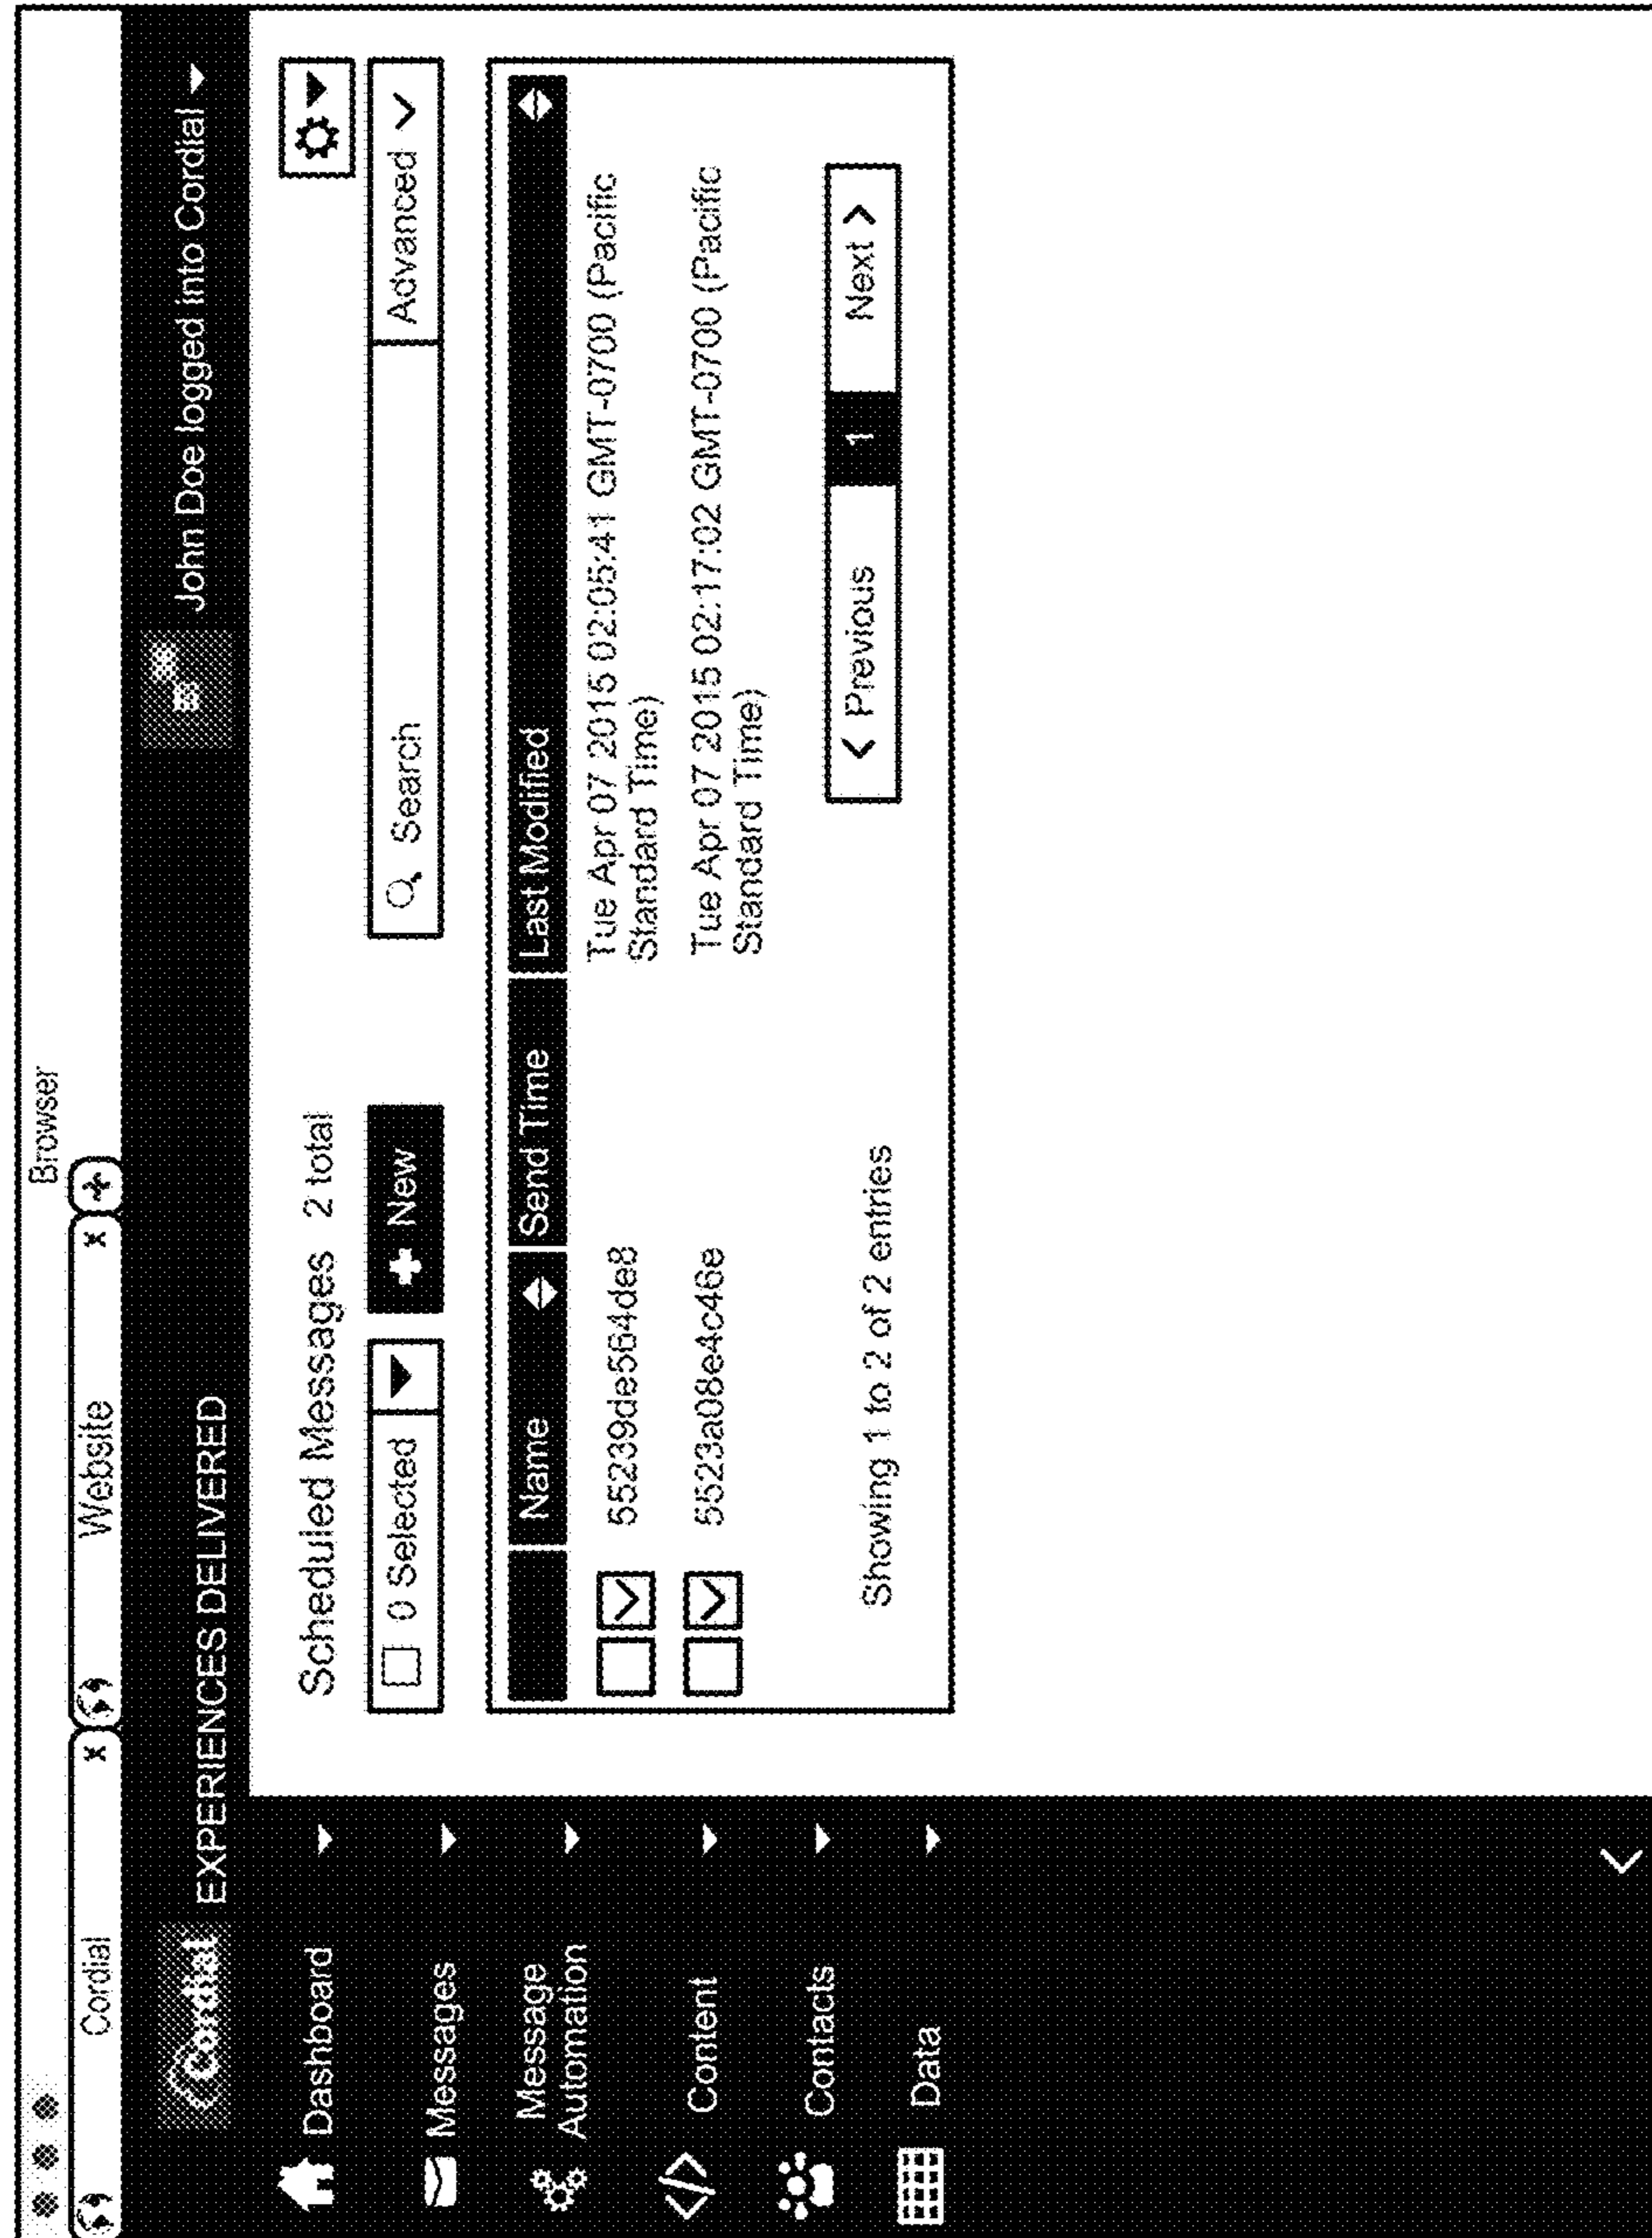 Browser
Cordial x Website x +
Cordial EXPERIENCES DELIVERED John Doe logged into Cordial
Dashboard
Messages
Message
Automation
Content
Contacts
Data
Scheduled Messages 2 total
0 Selected + New Search Advanced
Name Send Time Last Modified
55239de564de8 Tue Apr 07 2015 02:05:41 GMT-0700 (Pacific
Standard Time)
5523a08e4c46e Tue Apr 07 2015 02:17:02 GMT-0700 (Pacific
Standard Time)
Showing 1 to 2 of 2 entries < Previous 1 Next >